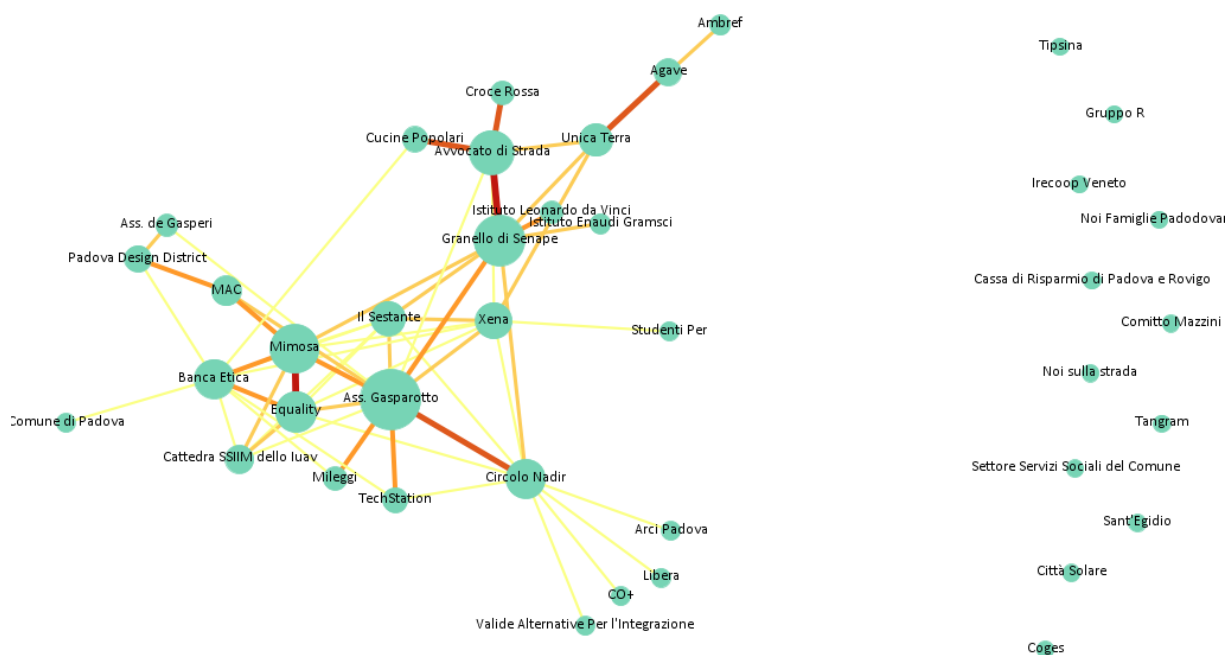 Ambref
Tipsina
Agave
Croce Rossa
Gruppo R
Cucine Popolari
Unica Terra
Avvocato di Strada
Irecoop Veneto
Istituto Leonardo da Vinci
Noi Famiglie Padodovan
Ass. de Gasperi
Istituto Enaudi Gramsci
Granello di Senape
Padova Design District
Cassa di Risparmio di Padova e Rovigo
MAC
Il Sestante
Xena
Comitto Mazzini
Studenti Per
Mimosa
Noi sulla strada
Banca Etica
Ass. Gasparotto
Equality
Comune di Padova
Tangram
Cattedra SSIIM dello Iuav
Settore Servizi Sociali del Comune
Mileggi
Circolo Nadir
TechStation
Sant'Egidio
Arci Padova
Città Solare
Libera
CO+
Valide Alternative Per l'Integrazione
Coges